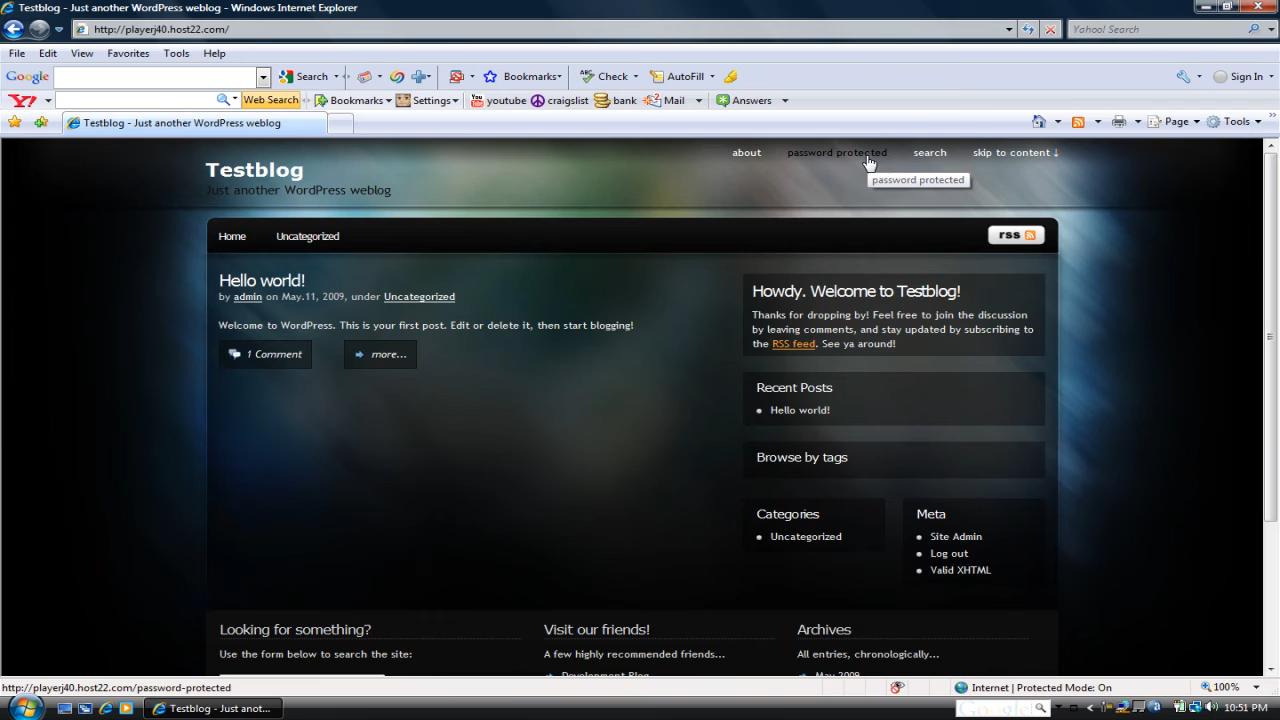 Testblog - Just another WordPress weblog - Windows Internet Explorer
http://playerj40.host22.com/
Yahoo! Search
File Edit View Favorites Tools Help
Google Search Bookmarks Check AutoFill Sign In
Y! Web Search Bookmarks Settings youtube craigslist bank Mail Answers
Testblog - Just another WordPress weblog
Page Tools
about password protected search skip to content ↓
Testblog
password protected
Just another WordPress weblog
Home Uncategorized rss
Hello world!
by admin on May.11, 2009, under Uncategorized
Welcome to WordPress. This is your first post. Edit or delete it, then start blogging!
1 Comment more...
Howdy. Welcome to Testblog!
Thanks for dropping by! Feel free to join the discussion
by leaving comments, and stay updated by subscribing to
the RSS feed. See ya around!
Recent Posts
Hello world!
Browse by tags
Categories
Uncategorized
Meta
Site Admin
Log out
Valid XHTML
Looking for something?
Use the form below to search the site:
Visit our friends!
A few highly recommended friends...
Development Blog
Archives
All entries, chronologically...
May 2009
http://playerj40.host22.com/password-protected
Internet | Protected Mode: On
100%
Testblog - Just anot...
Google
10:51 PM